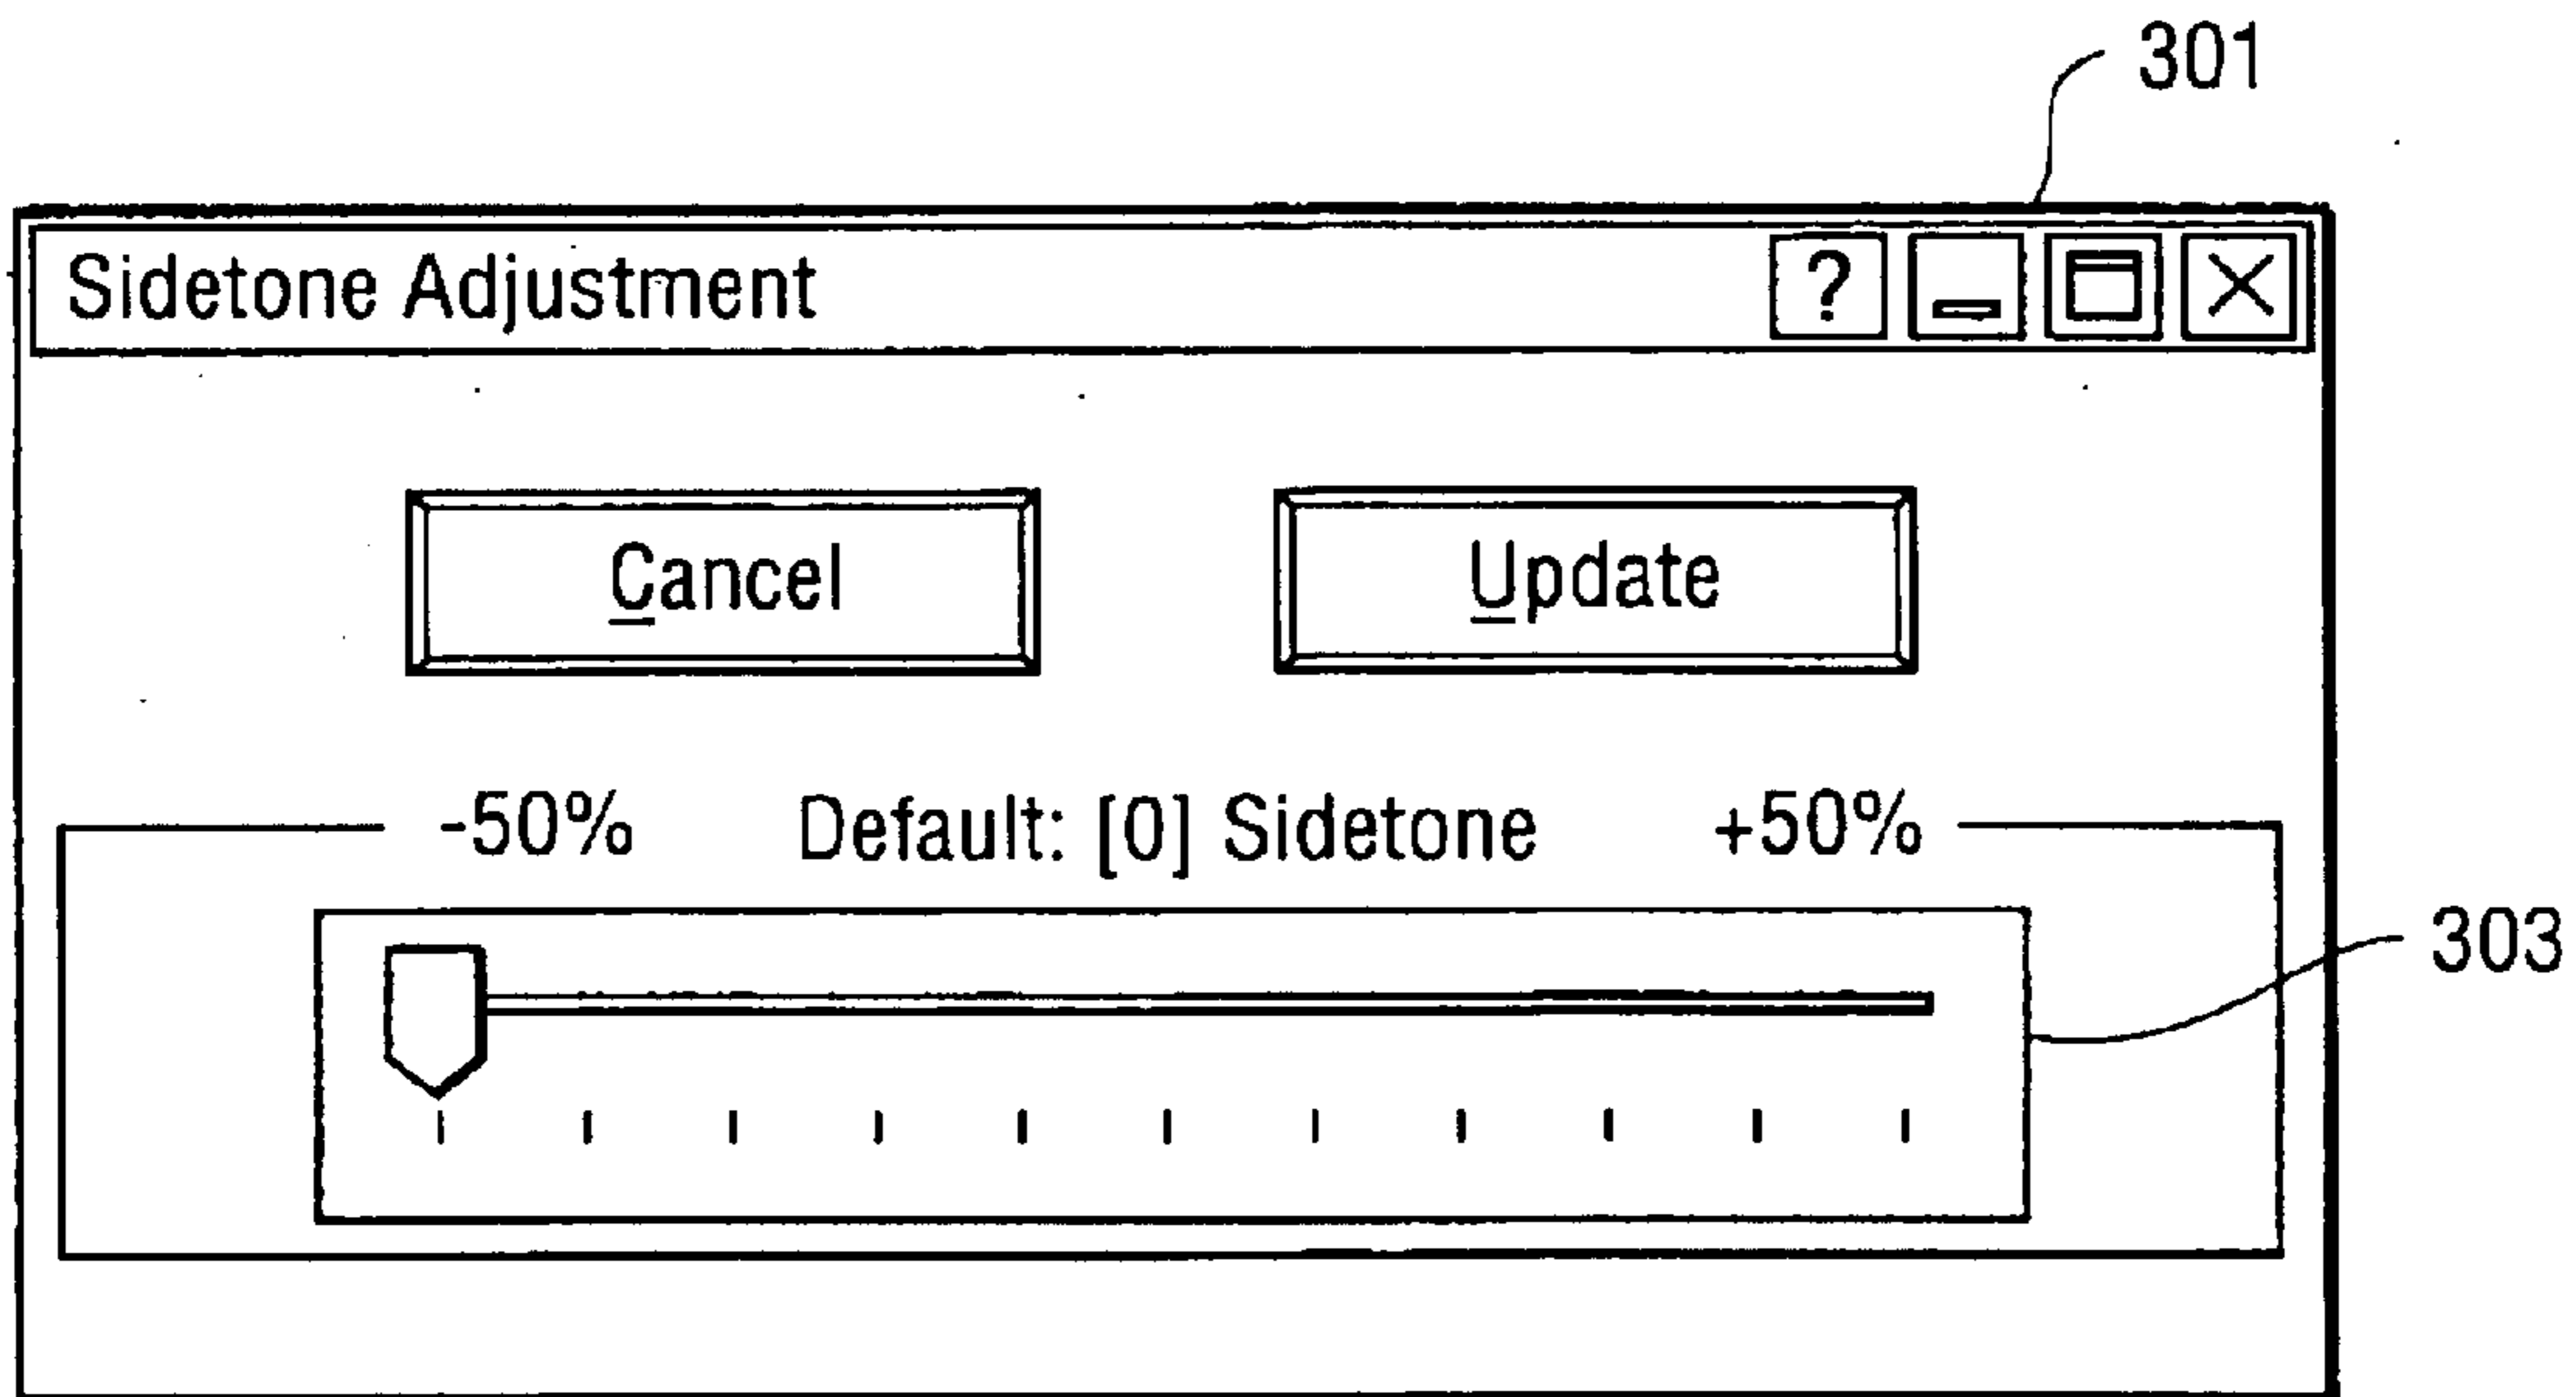 301
Sidetone Adjustment ?
Cancel Update
-50% Default: [0] Sidetone +50%
303